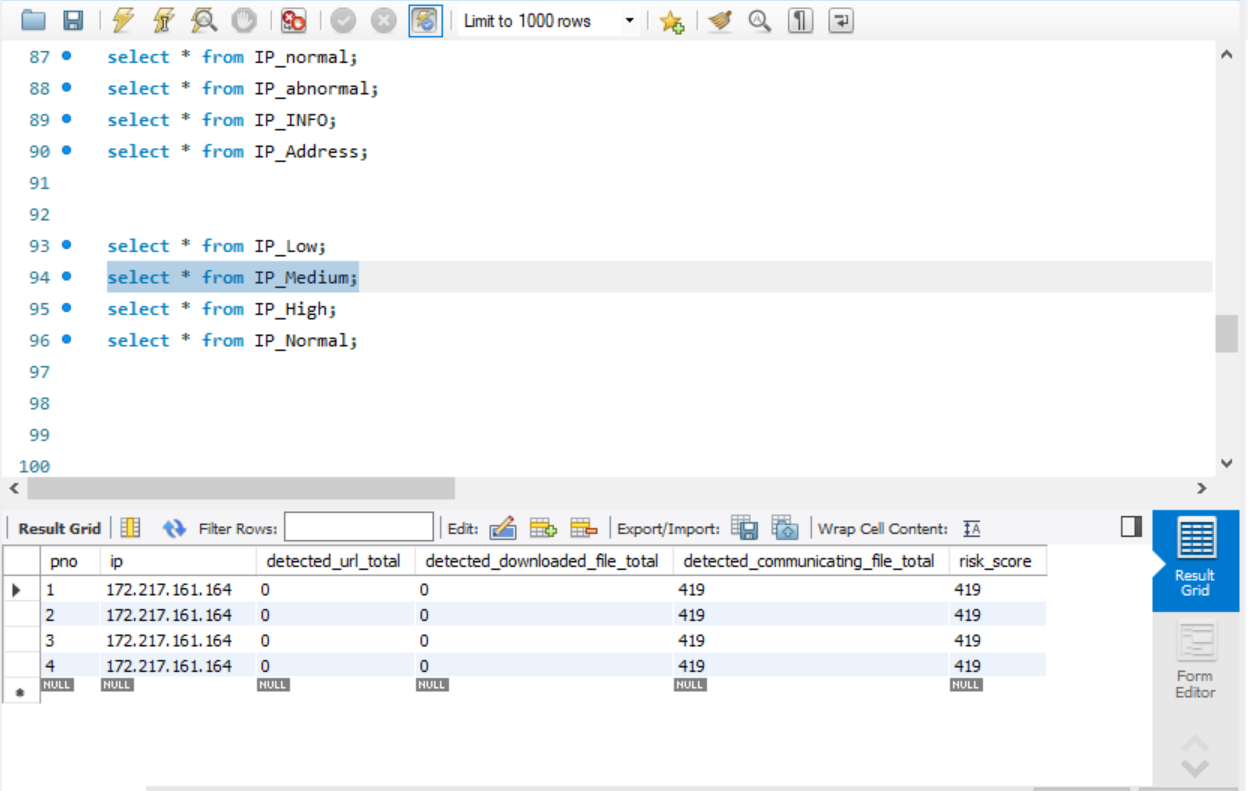 Limit to 1000 rows
87 select * from IP_normal;
88 select * from IP_abnormal;
89 select * from IP_INFO;
90 select * from IP_Address;
91
92
93 select * from IP_Low;
94 select * from IP_Medium;
95 select * from IP_High;
96 select * from IP_Normal;
97
98
99
100
Result Grid Filter Rows: Edit: Export/Import: Wrap Cell Content: IA
pno ip detected_url_total detected_downloaded_file_total detected_communicating_file_total risk_score
1 172.217.161.164 0 0 419 419
2 172.217.161.164 0 0 419 419
3 172.217.161.164 0 0 419 419
4 172.217.161.164 0 0 419 419
NULL NULL NULL NULL NULL NULL
Result
Grid
Form
Editor